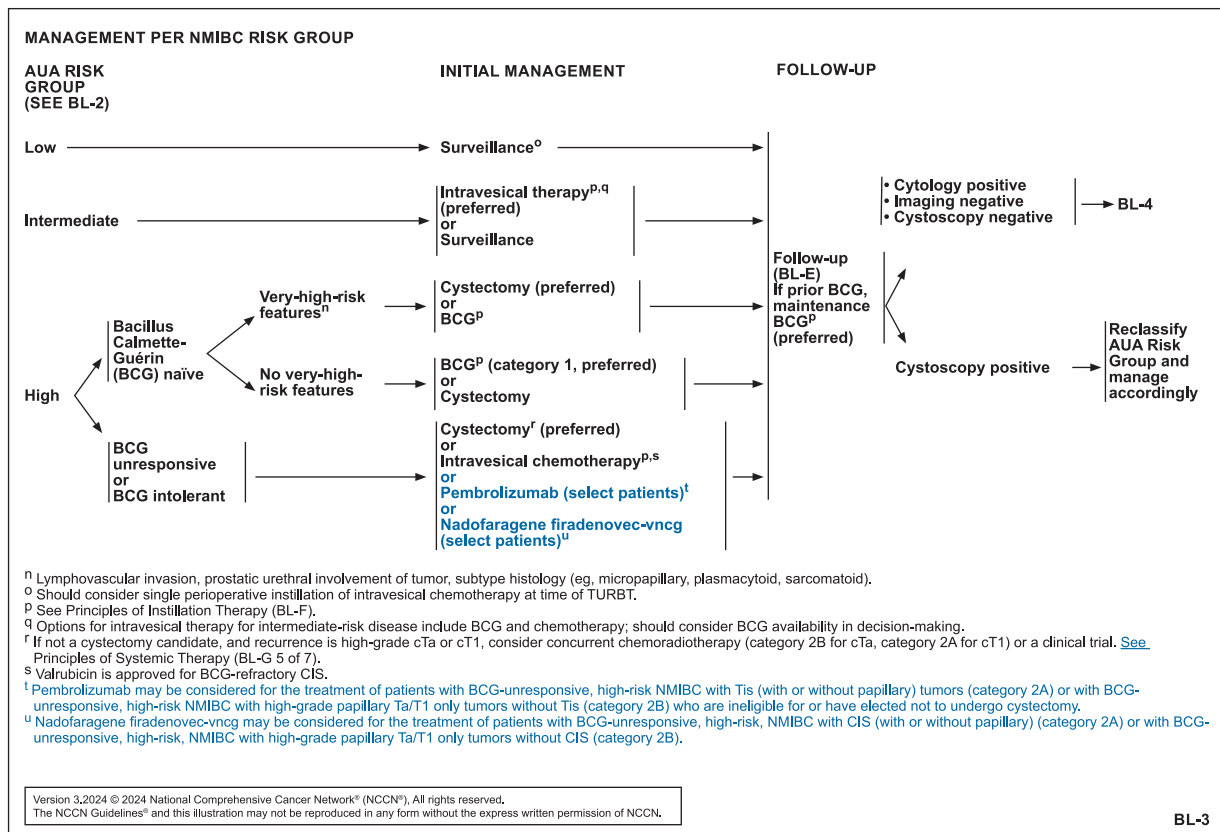 MANAGEMENT PER NMIBC RISK GROUP
AUA RISK
GROUP
(SEE BL-2)
INITIAL MANAGEMENT
FOLLOW-UP
Low
Surveillanceᵒ
Intermediate
Intravesical therapyᵖ,ᑫ
(preferred)
or
Surveillance
High
Bacillus
Calmette-
Guérin
(BCG) naïve
Very-high-risk
featuresⁿ
Cystectomy (preferred)
or
BCGᵖ
No very-high-
risk features
BCGᵖ (category 1, preferred)
or
Cystectomy
BCG
unresponsive
or
BCG intolerant
Cystectomyʳ (preferred)
or
Intravesical chemotherapyᵖ,ˢ
or
Pembrolizumab (select patients)ᵗ
or
Nadofaragene firadenovec-vncg
(select patients)ᵘ
Follow-up
(BL-E)
If prior BCG,
maintenance
BCGᵖ
(preferred)
• Cytology positive
• Imaging negative
• Cystoscopy negative
BL-4
Cystoscopy positive
Reclassify
AUA Risk
Group and
manage
accordingly
ⁿ Lymphovascular invasion, prostatic urethral involvement of tumor, subtype histology (eg, micropapillary, plasmacytoid, sarcomatoid).
ᵒ Should consider single perioperative instillation of intravesical chemotherapy at time of TURBT.
ᵖ See Principles of Instillation Therapy (BL-F).
ᑫ Options for intravesical therapy for intermediate-risk disease include BCG and chemotherapy; should consider BCG availability in decision-making.
ʳ If not a cystectomy candidate, and recurrence is high-grade cTa or cT1, consider concurrent chemoradiotherapy (category 2B for cTa, category 2A for cT1) or a clinical trial. See
Principles of Systemic Therapy (BL-G 5 of 7).
ˢ Valrubicin is approved for BCG-refractory CIS.
ᵗ Pembrolizumab may be considered for the treatment of patients with BCG-unresponsive, high-risk NMIBC with Tis (with or without papillary) tumors (category 2A) or with BCG-
unresponsive, high-risk NMIBC with high-grade papillary Ta/T1 only tumors without Tis (category 2B) who are ineligible for or have elected not to undergo cystectomy.
ᵘ Nadofaragene firadenovec-vncg may be considered for the treatment of patients with BCG-unresponsive, high-risk, NMIBC with CIS (with or without papillary) (category 2A) or with BCG-
unresponsive, high-risk, NMIBC with high-grade papillary Ta/T1 only tumors without CIS (category 2B).
Version 3.2024 © 2024 National Comprehensive Cancer Network® (NCCN®), All rights reserved.
The NCCN Guidelines® and this illustration may not be reproduced in any form without the express written permission of NCCN.
BL-3